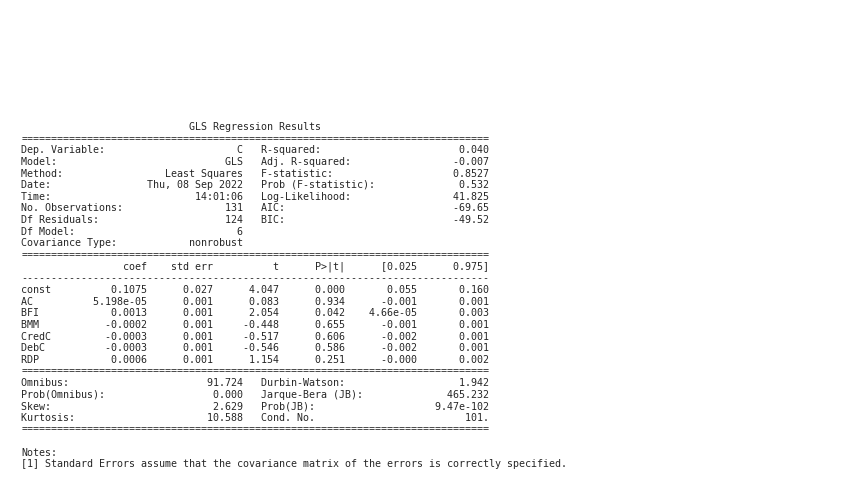 GLS Regression Results
==============================================================================
Dep. Variable:                      C   R-squared:                       0.040
Model:                            GLS   Adj. R-squared:                 -0.007
Method:                 Least Squares   F-statistic:                    0.8527
Date:                Thu, 08 Sep 2022   Prob (F-statistic):              0.532
Time:                        14:01:06   Log-Likelihood:                 41.825
No. Observations:                 131   AIC:                            -69.65
Df Residuals:                     124   BIC:                            -49.52
Df Model:                           6
Covariance Type:            nonrobust
==============================================================================
                 coef    std err          t      P>|t|      [0.025      0.975]
------------------------------------------------------------------------------
const          0.1075      0.027      4.047      0.000       0.055       0.160
AC          5.198e-05      0.001      0.083      0.934      -0.001       0.001
BFI            0.0013      0.001      2.054      0.042    4.66e-05       0.003
BMM           -0.0002      0.001     -0.448      0.655      -0.001       0.001
CredC         -0.0003      0.001     -0.517      0.606      -0.002       0.001
DebC          -0.0003      0.001     -0.546      0.586      -0.002       0.001
RDP            0.0006      0.001      1.154      0.251      -0.000       0.002
==============================================================================
Omnibus:                       91.724   Durbin-Watson:                   1.942
Prob(Omnibus):                  0.000   Jarque-Bera (JB):              465.232
Skew:                           2.629   Prob(JB):                    9.47e-102
Kurtosis:                      10.588   Cond. No.                         101.
==============================================================================

Notes:
[1] Standard Errors assume that the covariance matrix of the errors is correctly specified.